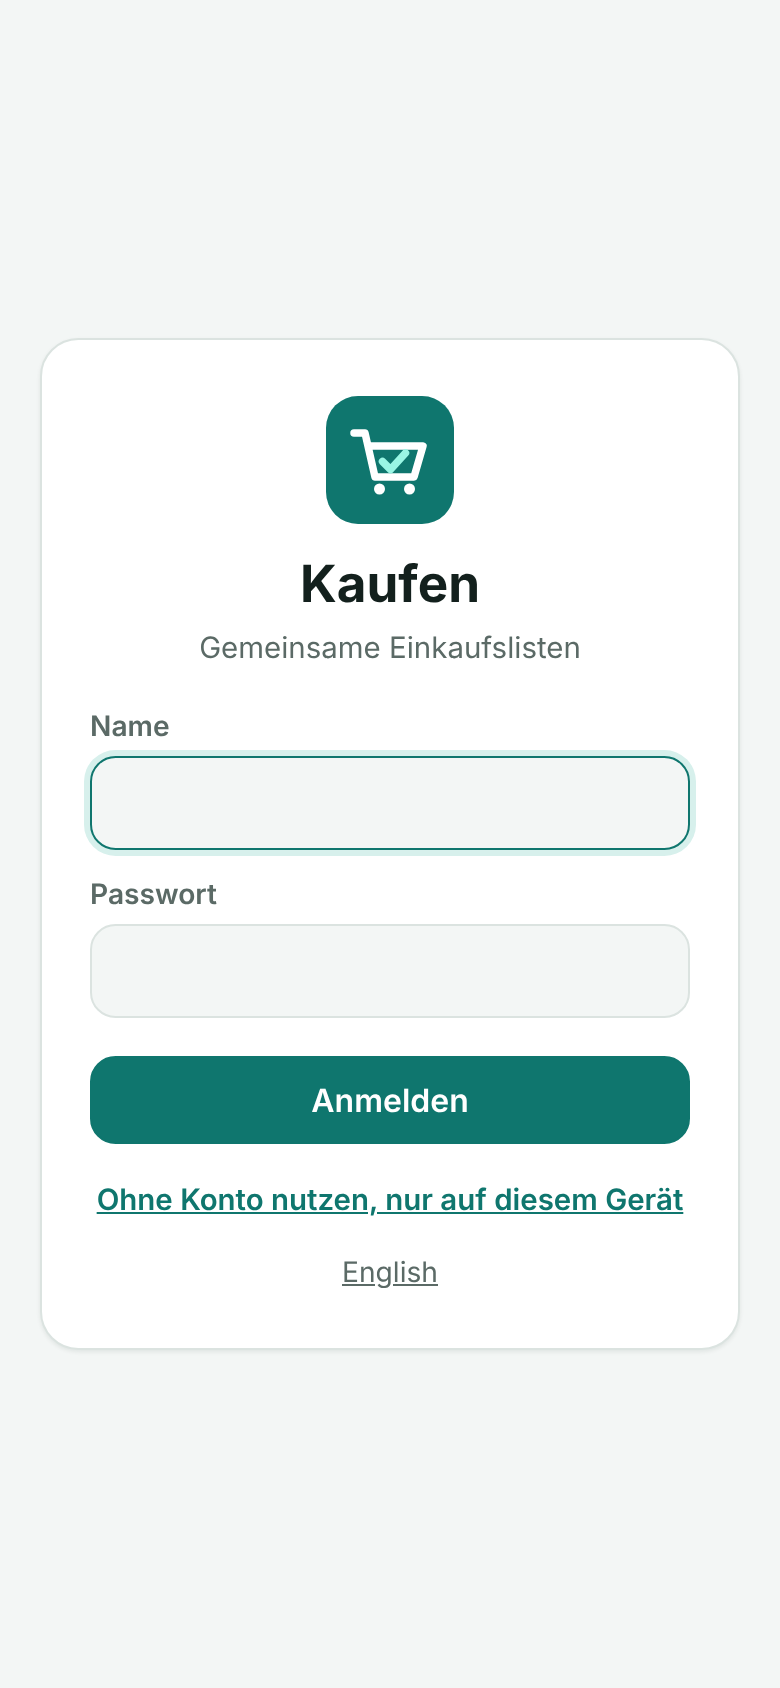 Kaufen
Gemeinsame Einkaufslisten
Name
Passwort
Anmelden
Ohne Konto nutzen, nur auf diesem Gerät
English